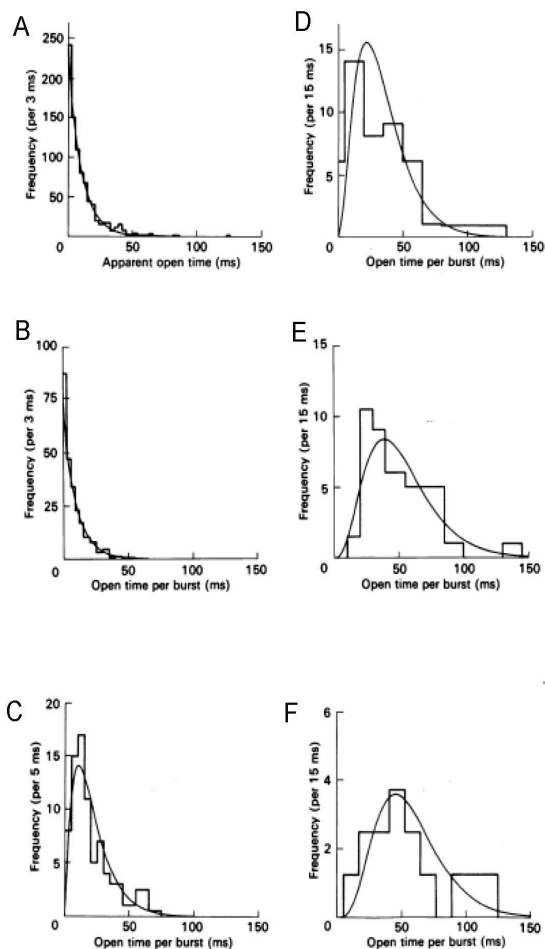 A
250
200
150
100
50
0
50
100
150
Frequency (per 3 ms)
Apparent open time (ms)
D
15
10
5
0
50
100
150
Frequency (per 15 ms)
Open time per burst (ms)
B
100
75
50
25
0
50
100
150
Frequency (per 3 ms)
Open time per burst (ms)
E
15
10
5
0
50
100
150
Frequency (per 15 ms)
Open time per burst (ms)
C
20
15
10
5
0
50
100
150
Frequency (per 5 ms)
Open time per burst (ms)
F
6
4
2
0
50
100
150
Frequency (per 15 ms)
Open time per burst (ms)